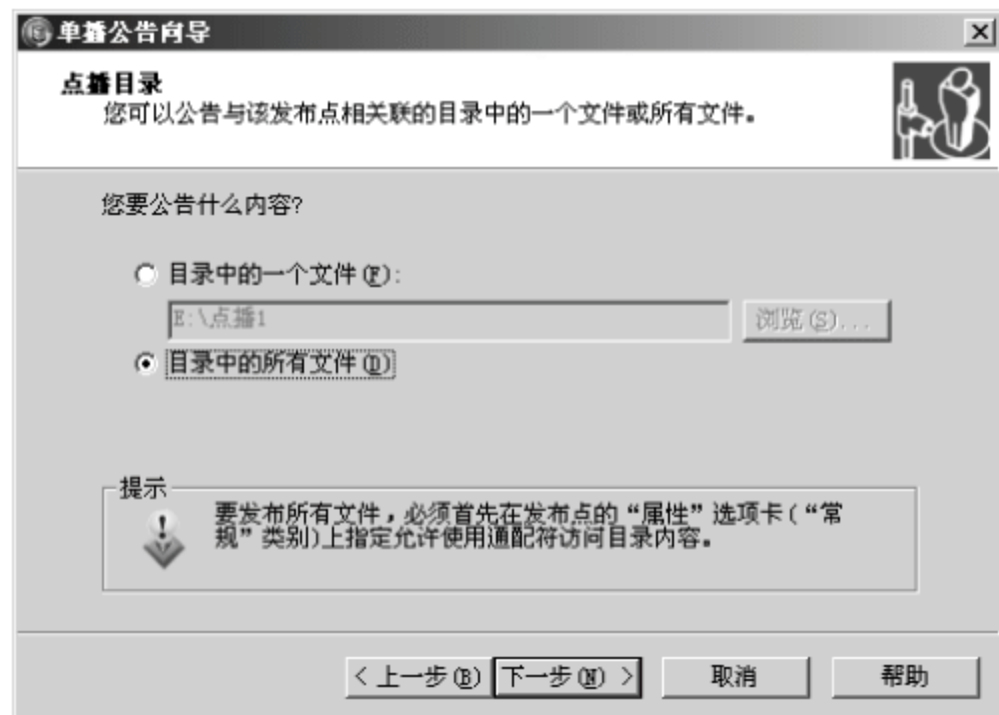 单播公告向导
点播目录
您可以公告与该发布点相关联的目录中的一个文件或所有文件。
您要公告什么内容?
目录中的一个文件(F):
E:\点播1
浏览(S)...
目录中的所有文件(D)
提示
要发布所有文件，必须首先在发布点的“属性”选项卡(“常
规”类别)上指定允许使用通配符访问目录内容。
< 上一步(B) 下一步(N) > 取消 帮助